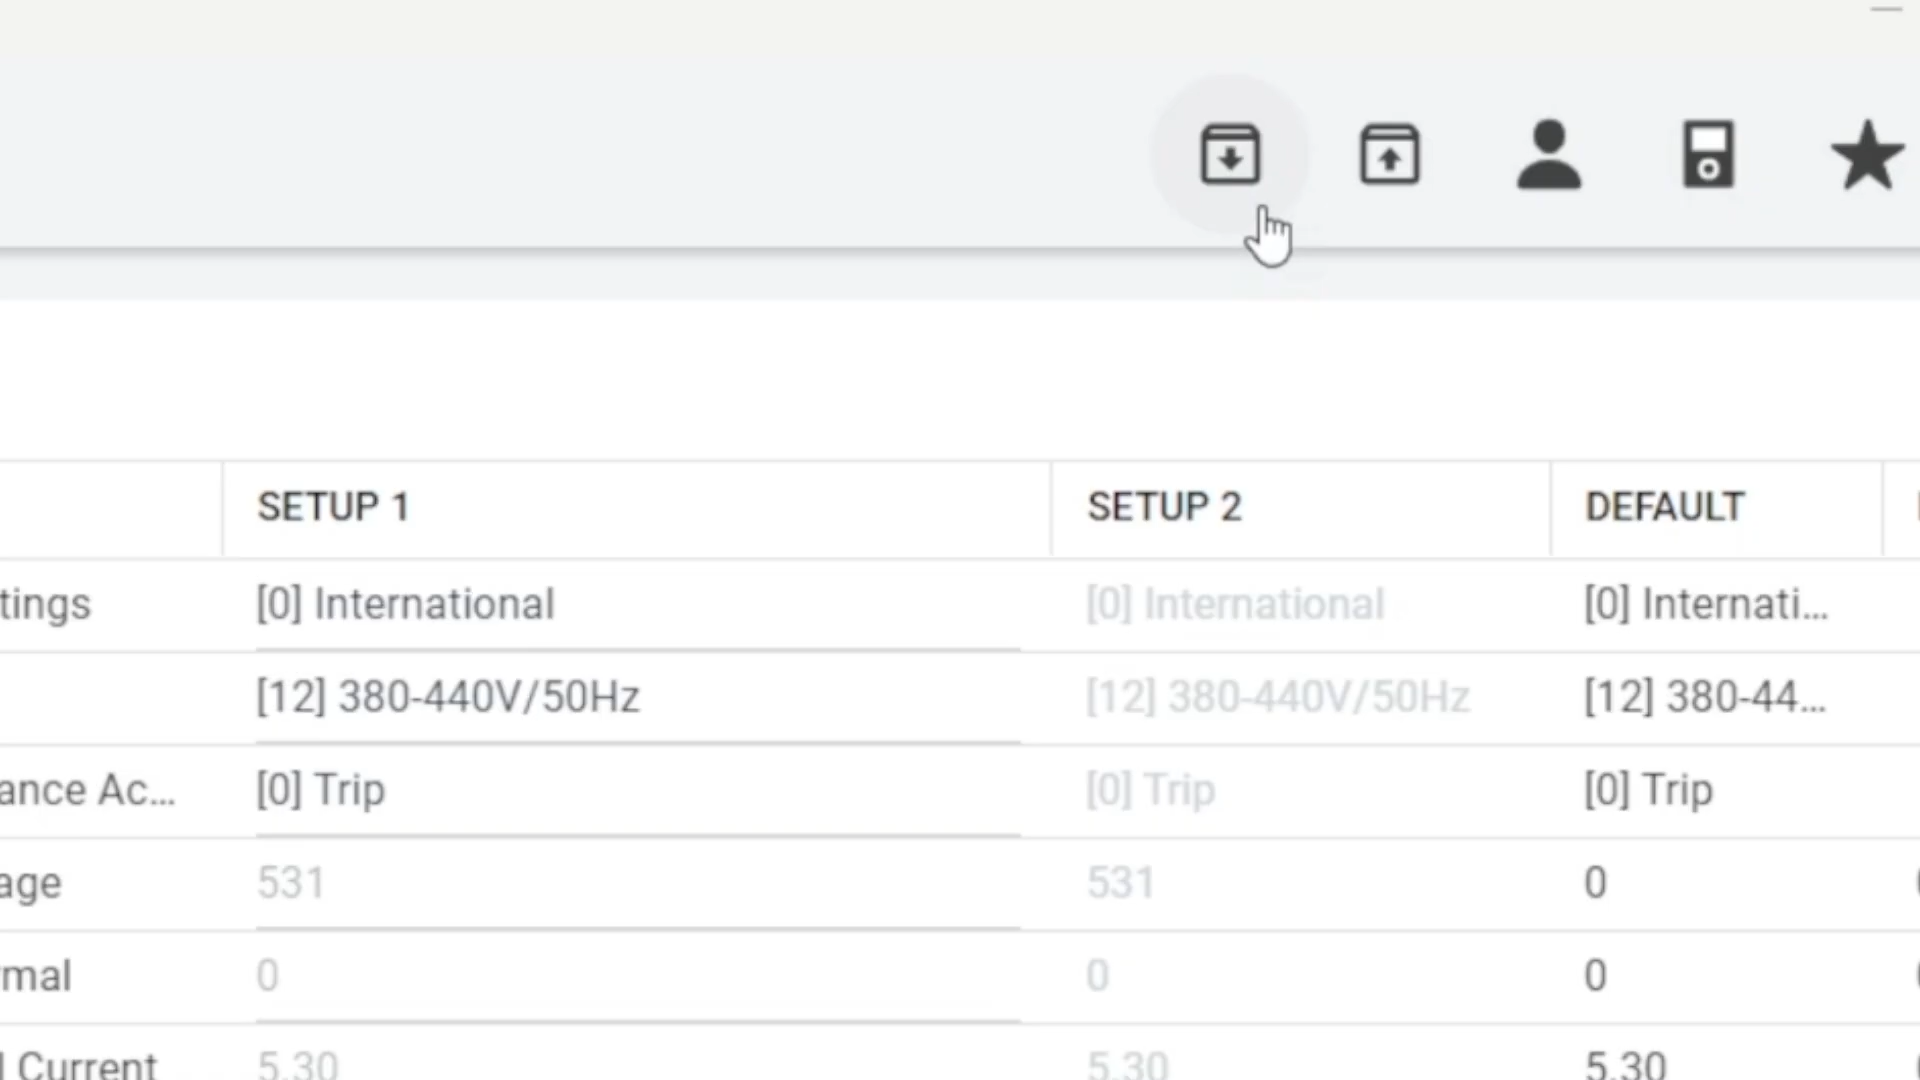 SETUP 1 SETUP 2 DEFAULT
tings [0] International [0] International [0] Internati...
[12] 380-440V/50Hz [12] 380-440V/50Hz [12] 380-44...
ance Ac... [0] Trip [0] Trip [0] Trip
age 531 531 0
rmal 0 0 0
l Current 5.30 5.30 5.30